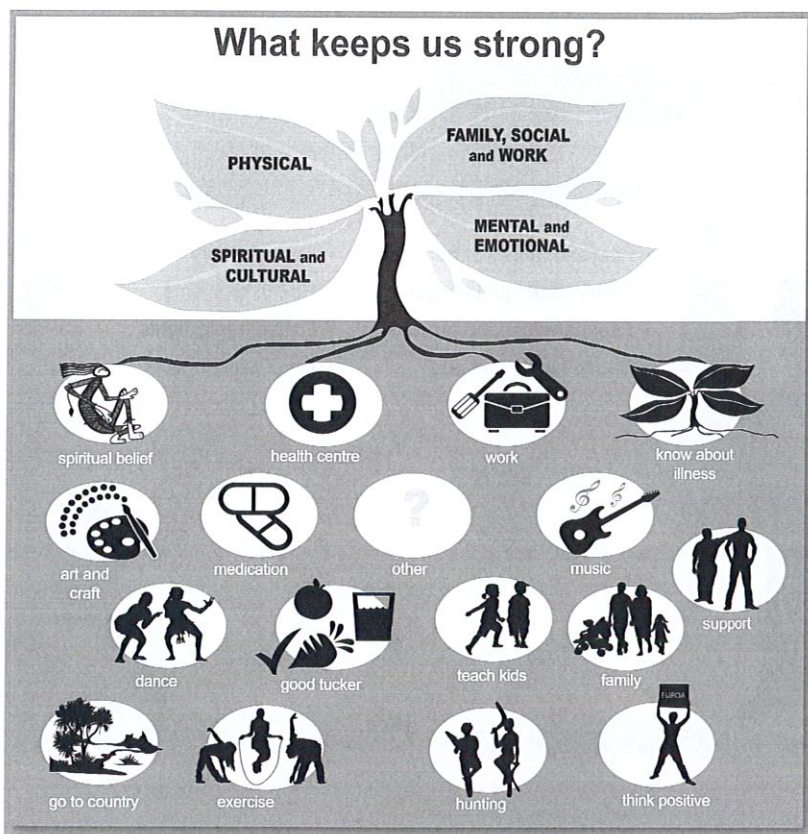 What keeps us strong?
PHYSICAL
FAMILY, SOCIAL
and WORK
SPIRITUAL and
CULTURAL
MENTAL and
EMOTIONAL
spiritual belief
health centre
work
know about
illness
art and
craft
medication
?
other
music
support
dance
good tucker
teach kids
family
go to country
exercise
hunting
think positive